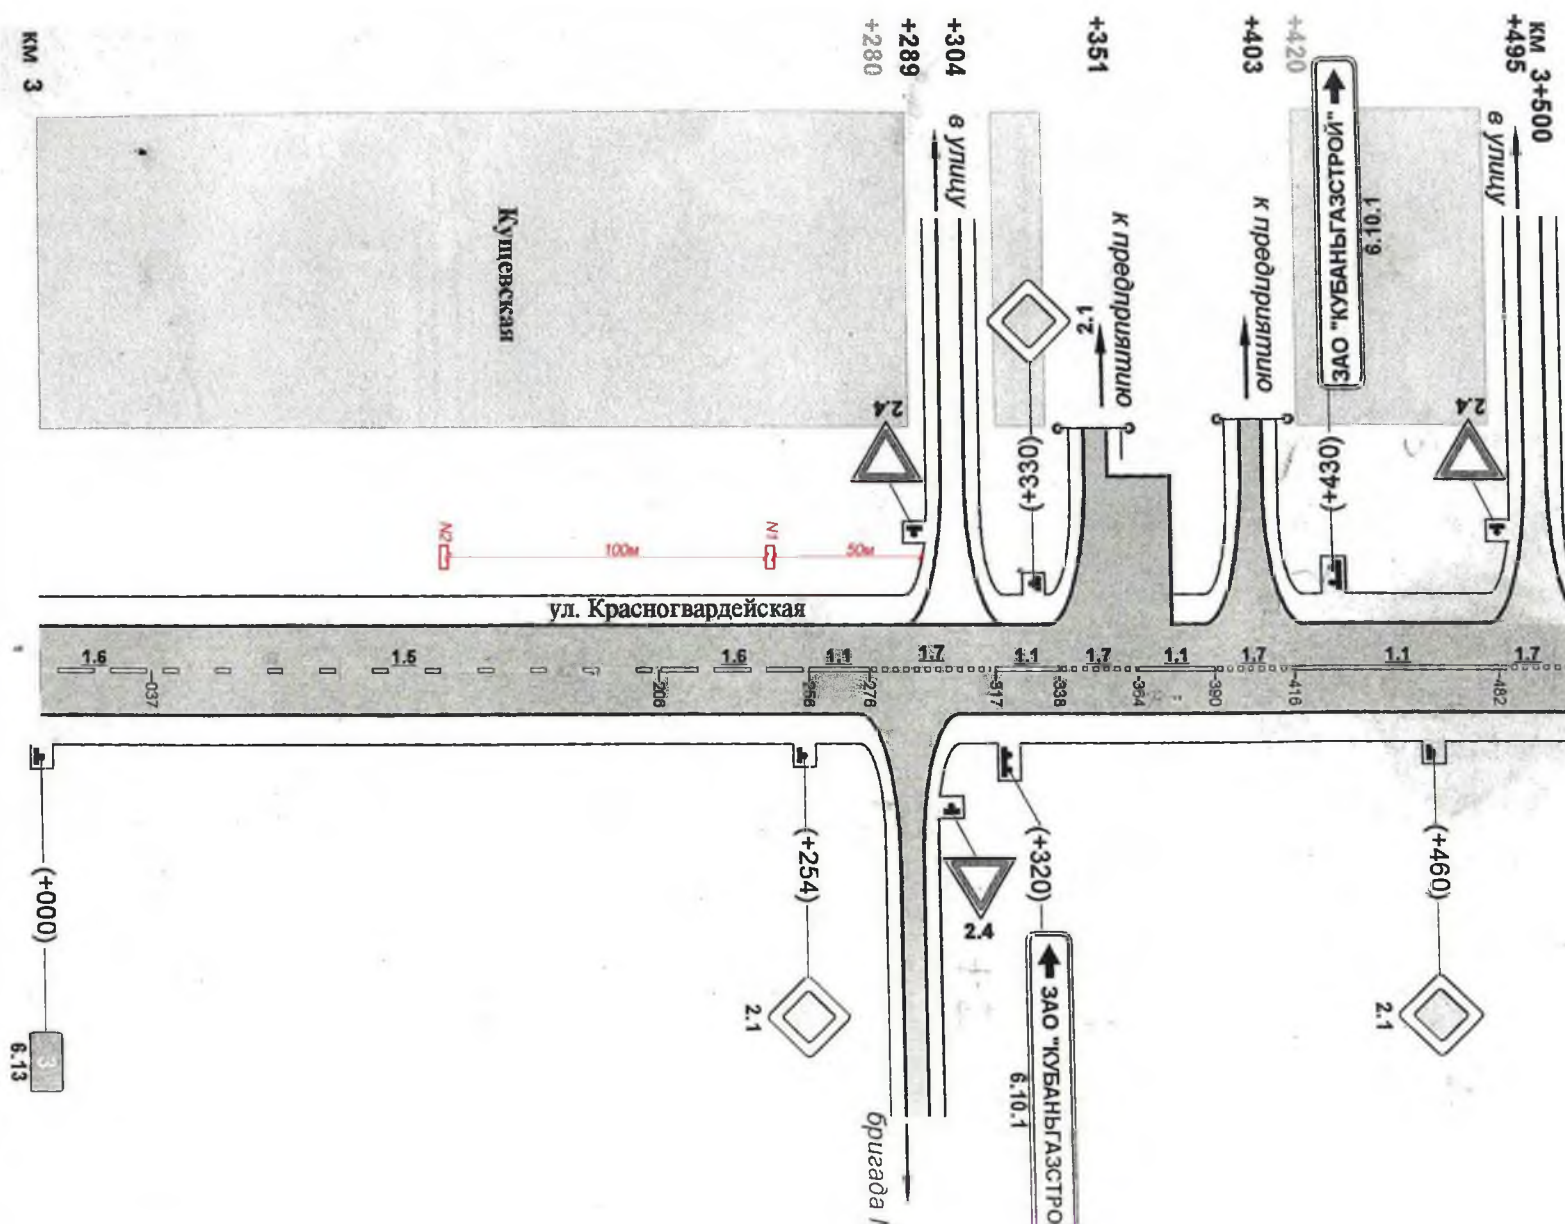 км 3
+280
+289
+304
+351
+403
+420
+495
км 3+500
в улицу
в улицу
к предприятию
к предприятию
ЗАО "КУБАНЬГАЗСТРОЙ"
6.10.1
Кущевская
2.1
2.4
2.4
(+330)
(+430)
N2
100м
N1
50м
ул. Красногвардейская
1.6
1.5
1.6
1.1
1.7
1.1
1.7
1.1
1.7
1.1
1.7
037
208
256
276
317
338
364
390
416
482
(+000)
(+254)
(+320)
(+460)
2.4
2.1
2.1
3
6.13
ЗАО "КУБАНЬГАЗСТРО
6.10.1
бригада